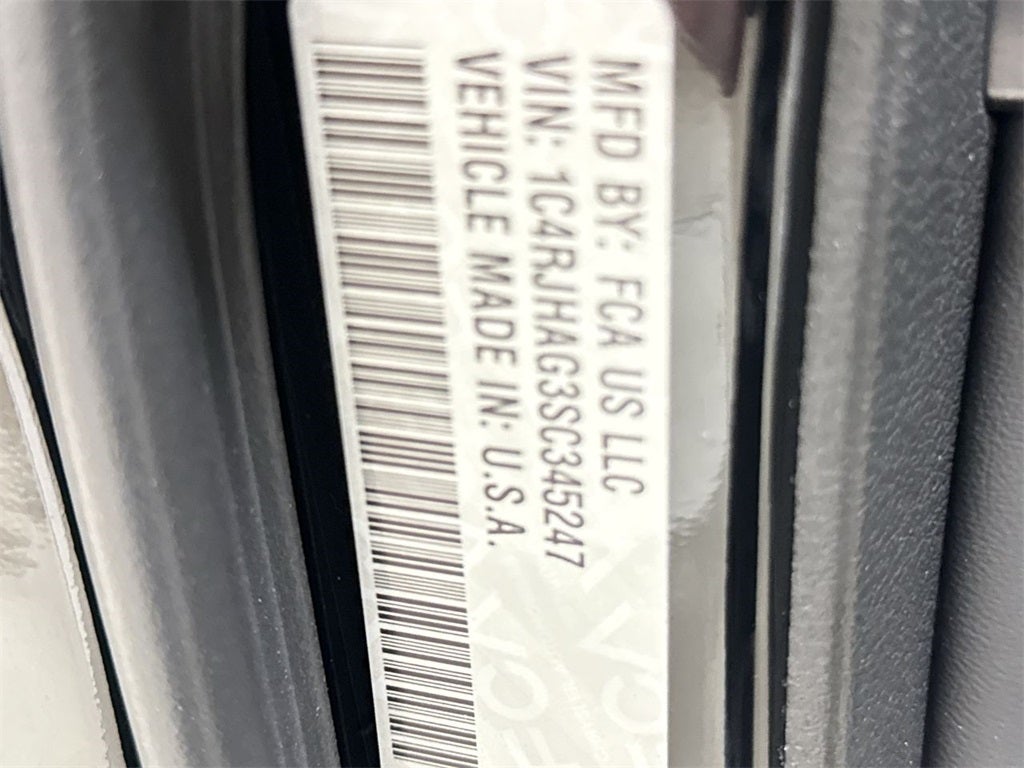 MFD BY: FCA US LLC
VIN: 1C4RJHAG3SC345247
VEHICLE MADE IN: U.S.A.